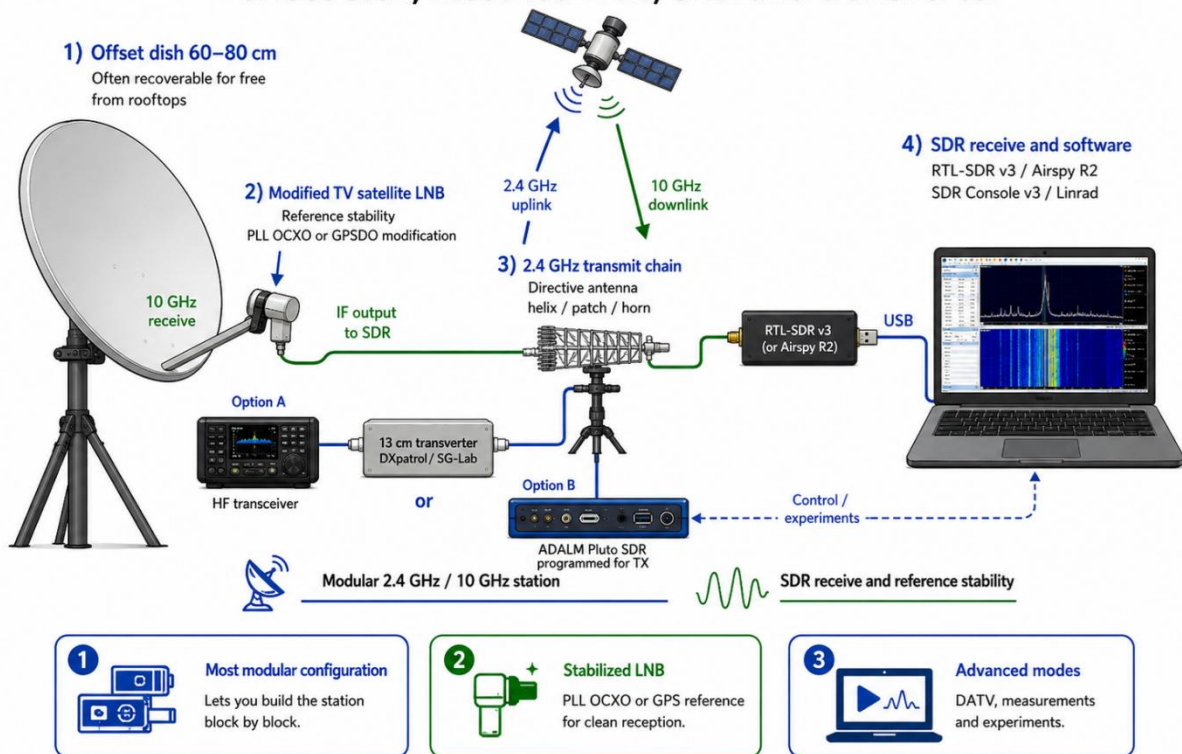 1) Offset dish 60–80 cm
Often recoverable for free
from rooftops
2) Modified TV satellite LNB
Reference stability
PLL OCXO or GPSDO modification
10 GHz
receive
IF output
to SDR
2.4 GHz
uplink
10 GHz
downlink
3) 2.4 GHz transmit chain
Directive antenna
helix / patch / horn
4) SDR receive and software
RTL-SDR v3 / Airspy R2
SDR Console v3 / Linrad
RTL-SDR v3
(or Airspy R2)
USB
Option A
HF transceiver
13 cm transverter
DXpatrol / SG-Lab
or
Option B
ADALM Pluto SDR
programmed for TX
Control /
experiments
Modular 2.4 GHz / 10 GHz station
SDR receive and reference stability
1
Most modular configuration
Lets you build the station
block by block.
2
Stabilized LNB
PLL OCXO or GPS reference
for clean reception.
3
Advanced modes
DATV, measurements
and experiments.